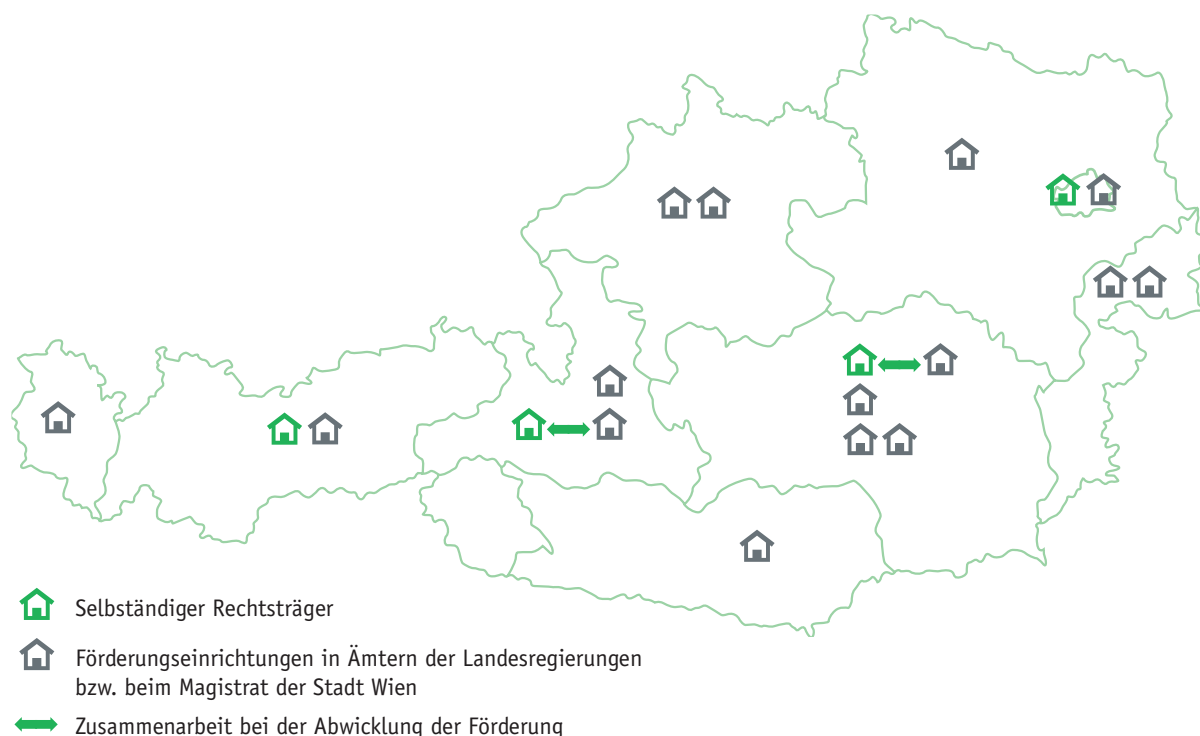 Selbständiger Rechtsträger
Förderungseinrichtungen in Ämtern der Landesregierungen
bzw. beim Magistrat der Stadt Wien
Zusammenarbeit bei der Abwicklung der Förderung